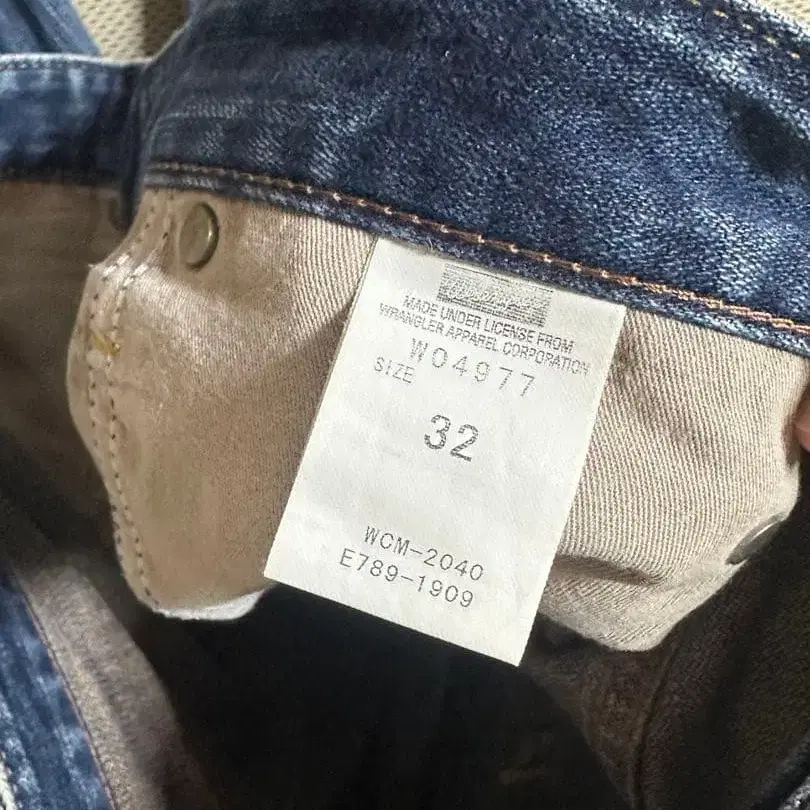 MADE UNDER LICENSE FROM
WRANGLER APPAREL CORPORATION
W04977
SIZE
32
WCM-2040
E789-1909